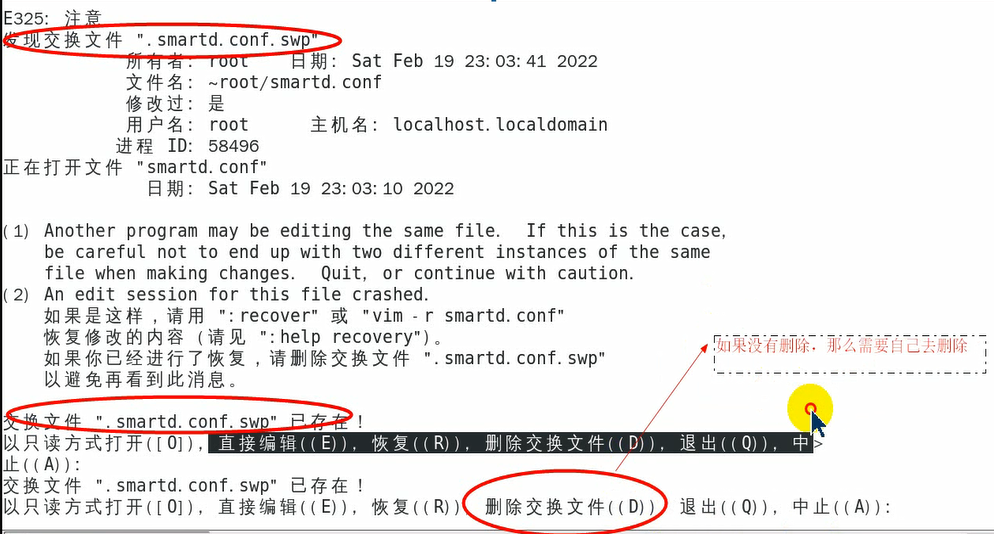 E325: 注意
发现交换文件 ".smartd.conf.swp"
所有者: root    日期: Sat Feb 19 23:03:41 2022
文件名: ~root/smartd.conf
修改过: 是
用户名: root      主机名: localhost.localdomain
进程 ID: 58496
正在打开文件 "smartd.conf"
日期: Sat Feb 19 23:03:10 2022
(1) Another program may be editing the same file.  If this is the case,
be careful not to end up with two different instances of the same
file when making changes.  Quit, or continue with caution.
(2) An edit session for this file crashed.
如果是这样，请用 ":recover" 或 "vim -r smartd.conf"
恢复修改的内容 (请见 ":help recovery")。
如果没有删除，那么需要自己去删除
如果你已经进行了恢复，请删除交换文件 ".smartd.conf.swp"
以避免再看到此消息。
交换文件 ".smartd.conf.swp" 已存在！
以只读方式打开([O]), 直接编辑((E)), 恢复((R)), 删除交换文件((D)), 退出((Q)), 中>
止((A)):
交换文件 ".smartd.conf.swp" 已存在！
以只读方式打开([O]), 直接编辑((E)), 恢复((R)) 删除交换文件((D)) 退出((Q)), 中止((A)):